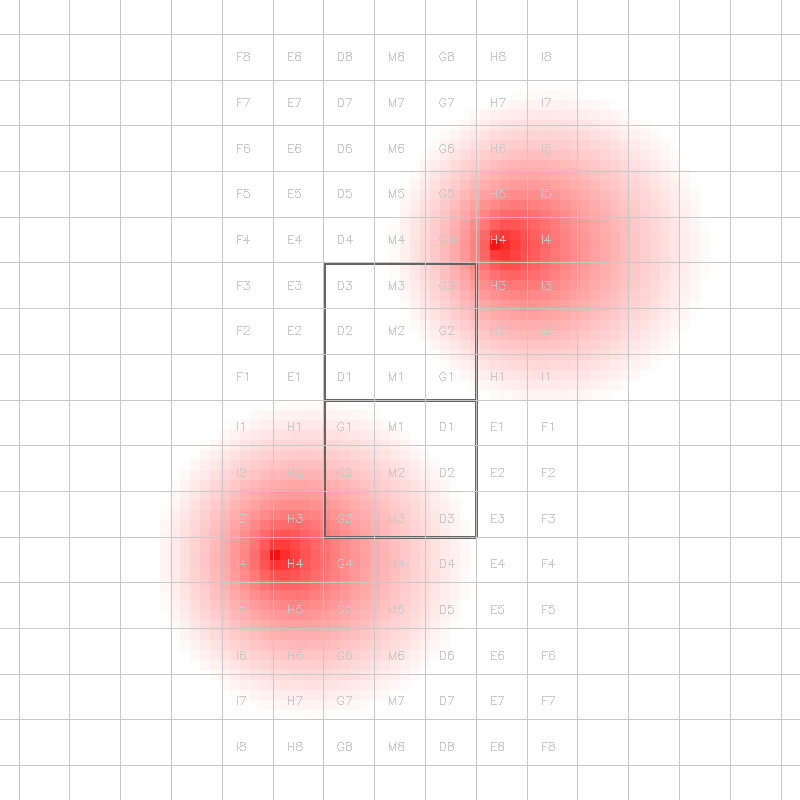 F8 E8 D8 M8 G8 H8 I8
F7 E7 D7 M7 G7 H7 I7
F6 E6 D6 M6 G6 H6 I6
F5 E5 D5 M5 G5 H5 I5
F4 E4 D4 M4 G4 H4 I4
F3 E3 D3 M3 G3 H3 I3
F2 E2 D2 M2 G2 H2 I2
F1 E1 D1 M1 G1 H1 I1
I1 H1 G1 M1 D1 E1 F1
I2 H2 G2 M2 D2 E2 F2
I3 H3 G3 M3 D3 E3 F3
I4 H4 G4 M4 D4 E4 F4
H5 G5 M5 D5 E5 F5
I6 H6 G6 M6 D6 E6 F6
I7 H7 G7 M7 D7 E7 F7
I8 H8 G8 M8 D8 E8 F8